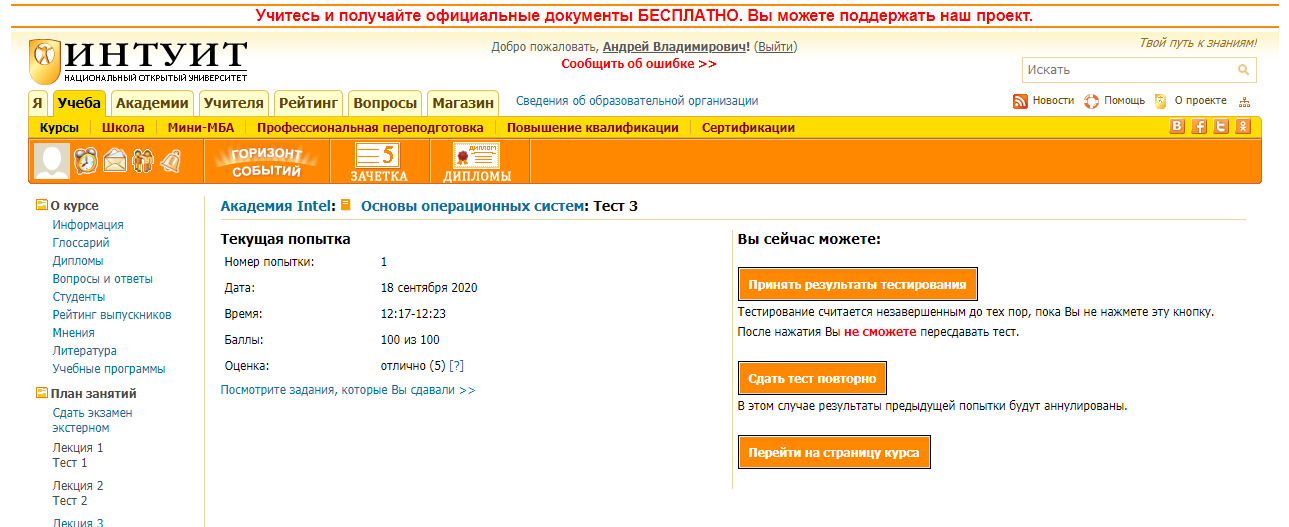 Учитесь и получайте официальные документы БЕСПЛАТНО. Вы можете поддержать наш проект.
ИНТУИТ
НАЦИОНАЛЬНЫЙ ОТКРЫТЫЙ УНИВЕРСИТЕТ
Добро пожаловать, Андрей Владимирович! (Выйти)
Сообщить об ошибке >>
Твой путь к знаниям!
Искать
Я Учеба Академии Учителя Рейтинг Вопросы Магазин Сведения об образовательной организации Новости Помощь О проекте
Курсы Школа Мини-МБА Профессиональная переподготовка Повышение квалификации Сертификации
ГОРИЗОНТ
СОБЫТИЙ
5
ЗАЧЕТКА
ДИПЛОМ
ДИПЛОМЫ
О курсе
Информация
Глоссарий
Дипломы
Вопросы и ответы
Студенты
Рейтинг выпускников
Мнения
Литература
Учебные программы
План занятий
Сдать экзамен
экстерном
Лекция 1
Тест 1
Лекция 2
Тест 2
Лекция 3
Академия Intel: Основы операционных систем: Тест 3
Текущая попытка
Номер попытки: 1
Дата: 18 сентября 2020
Время: 12:17-12:23
Баллы: 100 из 100
Оценка: отлично (5) [?]
Посмотрите задания, которые Вы сдавали >>
Вы сейчас можете:
Принять результаты тестирования
Тестирование считается незавершенным до тех пор, пока Вы не нажмете эту кнопку.
После нажатия Вы не сможете пересдавать тест.
Сдать тест повторно
В этом случае результаты предыдущей попытки будут аннулированы.
Перейти на страницу курса